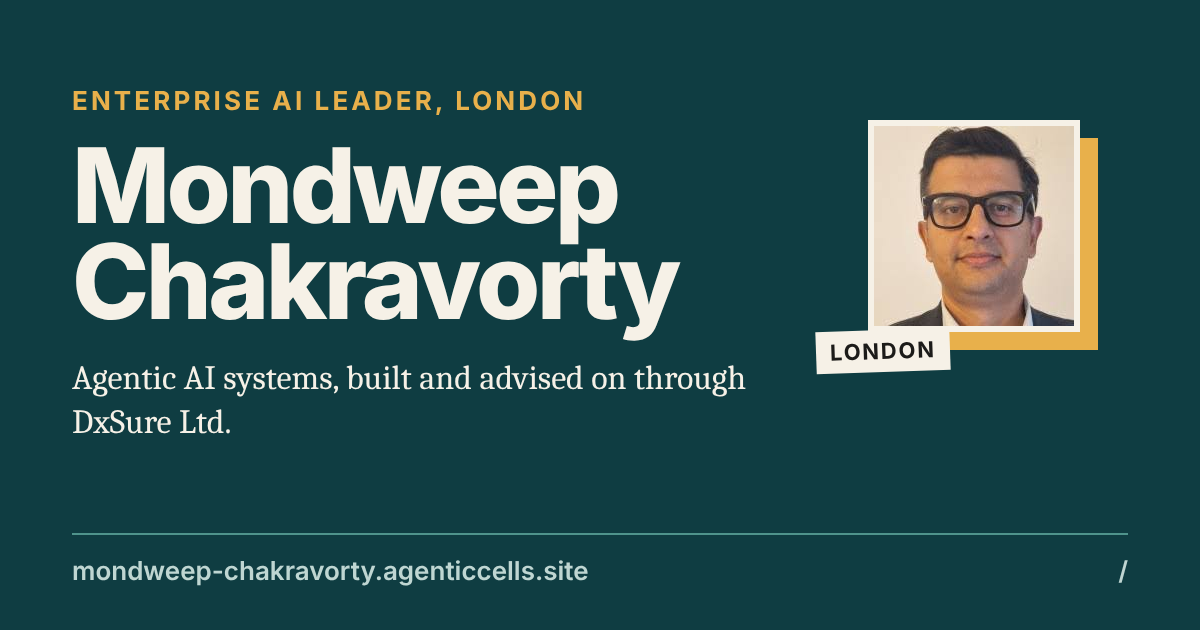 ENTERPRISE AI LEADER, LONDON
Mondweep
Chakravorty
Agentic AI systems, built and advised on through
DxSure Ltd.
LONDON
mondweep-chakravorty.agenticcells.site
/